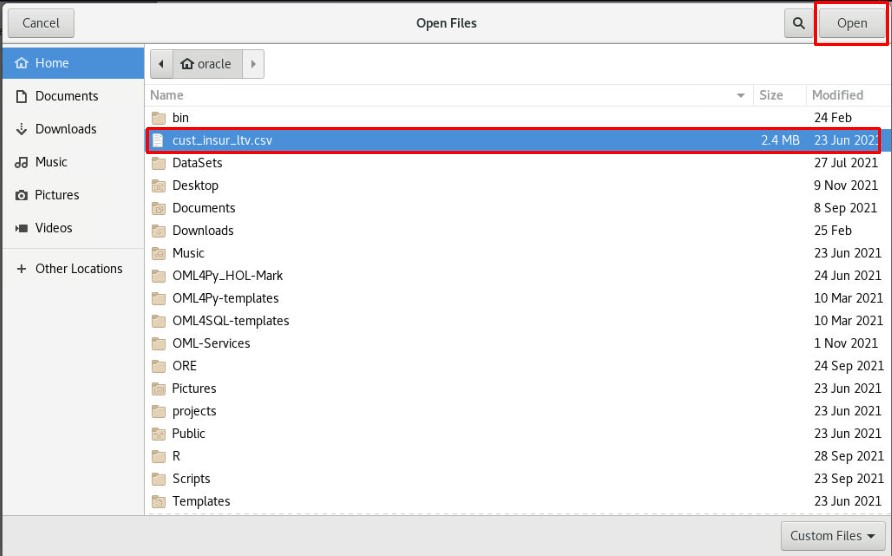 Cancel Open Files Open
Home
Documents
Downloads
Music
Pictures
Videos
Other Locations
oracle
Name Size Modified
bin 24 Feb
cust_insur_ltv.csv 2.4 MB 23 Jun 2021
DataSets 27 Jul 2021
Desktop 9 Nov 2021
Documents 8 Sep 2021
Downloads 25 Feb
Music 23 Jun 2021
OML4Py_HOL-Mark 24 Jun 2021
OML4Py-templates 10 Mar 2021
OML4SQL-templates 10 Mar 2021
OML-Services 1 Nov 2021
ORE 24 Sep 2021
Pictures 23 Jun 2021
projects 23 Jun 2021
Public 23 Jun 2021
R 28 Sep 2021
Scripts 23 Sep 2021
Templates 23 Jun 2021
Custom Files